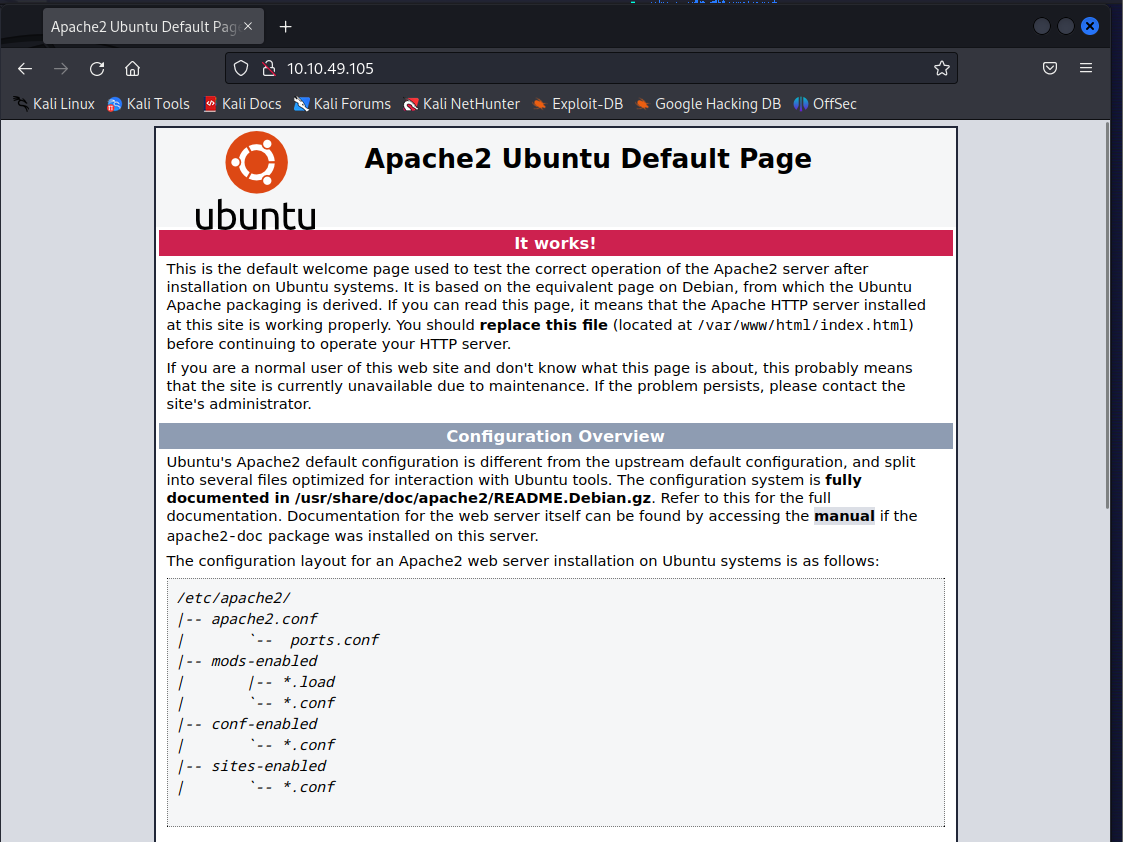 Apache2 Ubuntu Default Pag
10.10.49.105
Kali Linux Kali Tools Kali Docs Kali Forums Kali NetHunter Exploit-DB Google Hacking DB OffSec
ubuntu
Apache2 Ubuntu Default Page
It works!
This is the default welcome page used to test the correct operation of the Apache2 server after
installation on Ubuntu systems. It is based on the equivalent page on Debian, from which the Ubuntu
Apache packaging is derived. If you can read this page, it means that the Apache HTTP server installed
at this site is working properly. You should replace this file (located at /var/www/html/index.html)
before continuing to operate your HTTP server.
If you are a normal user of this web site and don't know what this page is about, this probably means
that the site is currently unavailable due to maintenance. If the problem persists, please contact the
site's administrator.
Configuration Overview
Ubuntu's Apache2 default configuration is different from the upstream default configuration, and split
into several files optimized for interaction with Ubuntu tools. The configuration system is fully
documented in /usr/share/doc/apache2/README.Debian.gz. Refer to this for the full
documentation. Documentation for the web server itself can be found by accessing the manual if the
apache2-doc package was installed on this server.
The configuration layout for an Apache2 web server installation on Ubuntu systems is as follows:
/etc/apache2/
|-- apache2.conf
|       `--  ports.conf
|-- mods-enabled
|       |-- *.load
|       `-- *.conf
|-- conf-enabled
|       `-- *.conf
|-- sites-enabled
|       `-- *.conf